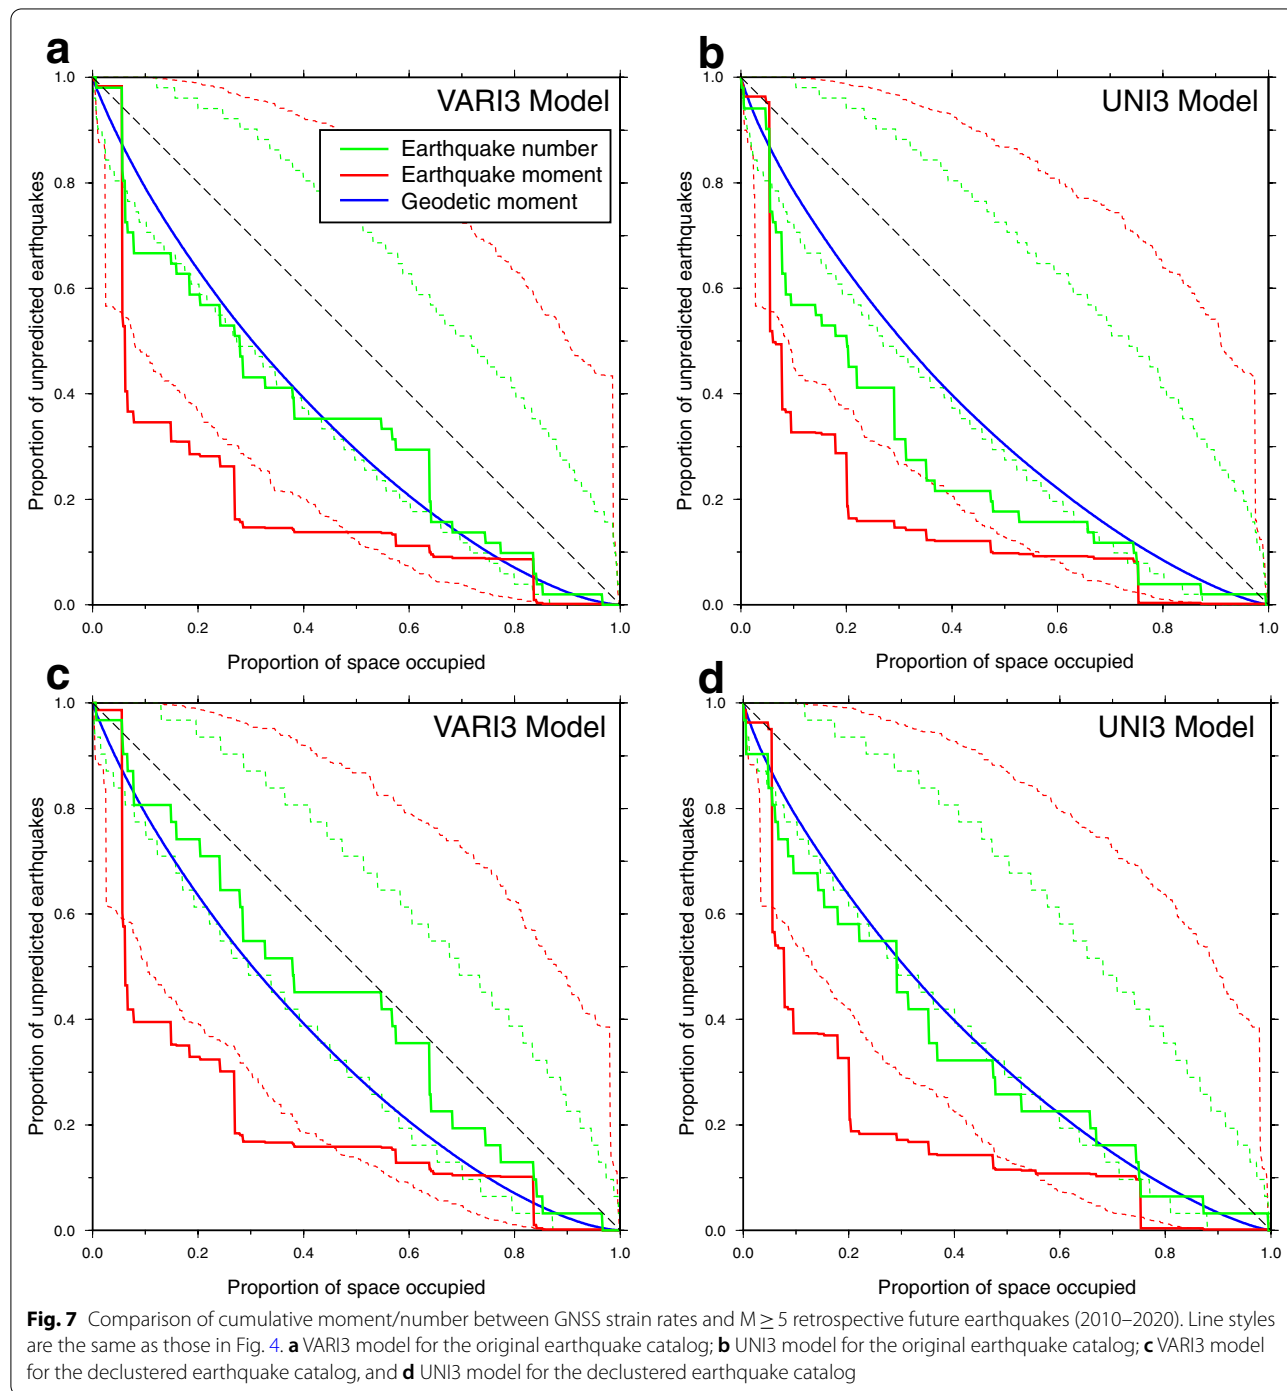 a
VARI3 Model
Earthquake number
Earthquake moment
Geodetic moment
Proportion of unpredicted earthquakes
1.0
0.8
0.6
0.4
0.2
0.0
0.0 0.2 0.4 0.6 0.8 1.0
Proportion of space occupied
b
UNI3 Model
Proportion of unpredicted earthquakes
1.0
0.8
0.6
0.4
0.2
0.0
0.0 0.2 0.4 0.6 0.8 1.0
Proportion of space occupied
c
VARI3 Model
Proportion of unpredicted earthquakes
1.0
0.8
0.6
0.4
0.2
0.0
0.0 0.2 0.4 0.6 0.8 1.0
Proportion of space occupied
d
UNI3 Model
Proportion of unpredicted earthquakes
1.0
0.8
0.6
0.4
0.2
0.0
0.0 0.2 0.4 0.6 0.8 1.0
Proportion of space occupied
Fig. 7 Comparison of cumulative moment/number between GNSS strain rates and M ≥ 5 retrospective future earthquakes (2010–2020). Line styles
are the same as those in Fig. 4. a VARI3 model for the original earthquake catalog; b UNI3 model for the original earthquake catalog; c VARI3 model
for the declustered earthquake catalog, and d UNI3 model for the declustered earthquake catalog